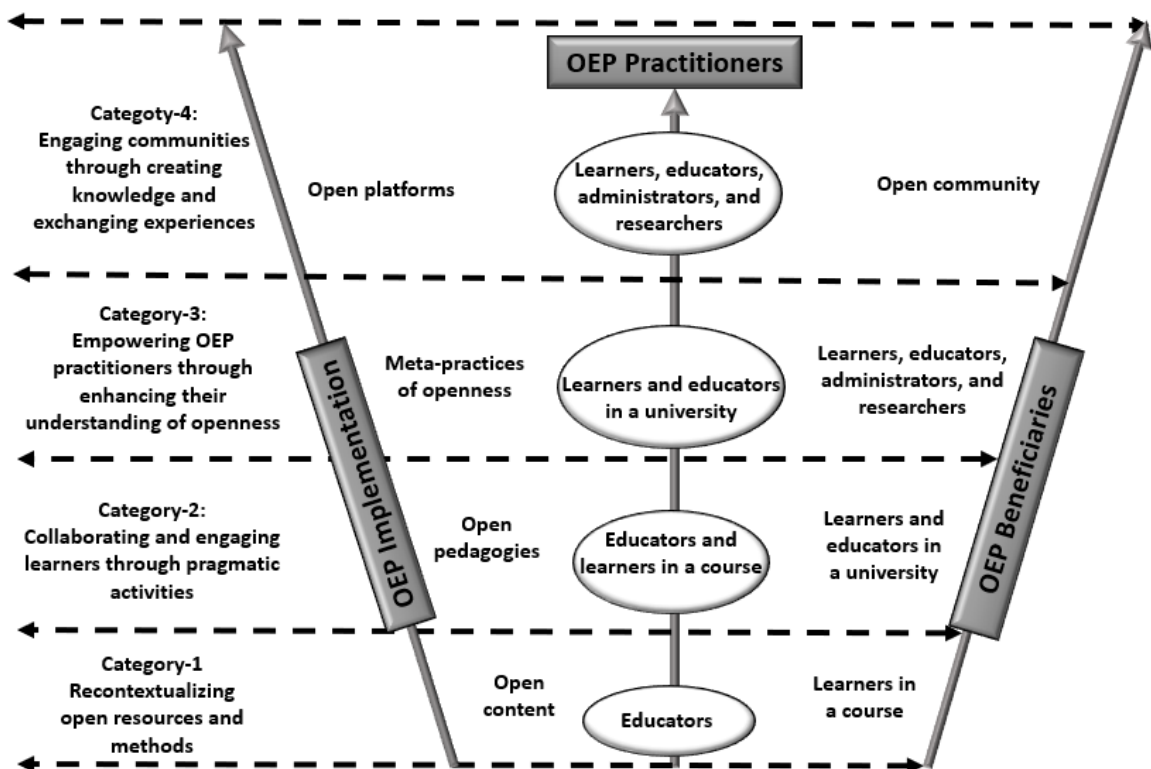 OEP Practitioners
Categoty-4:
Engaging communities
through creating
knowledge and
exchanging experiences
Open platforms
Learners, educators,
administrators, and
researchers
Open community
Category-3:
Empowering OEP
practitioners through
enhancing their
understanding of openness
OEP Implementation
Meta-practices
of openness
Learners and educators
in a university
Learners, educators,
administrators, and
researchers
OEP Beneficiaries
Category-2:
Collaborating and engaging
learners through pragmatic
activities
Open
pedagogies
Educators and
learners in a course
Learners and
educators in
a university
Category-1
Recontextualizing
open resources and
methods
Open
content
Educators
Learners in
a course